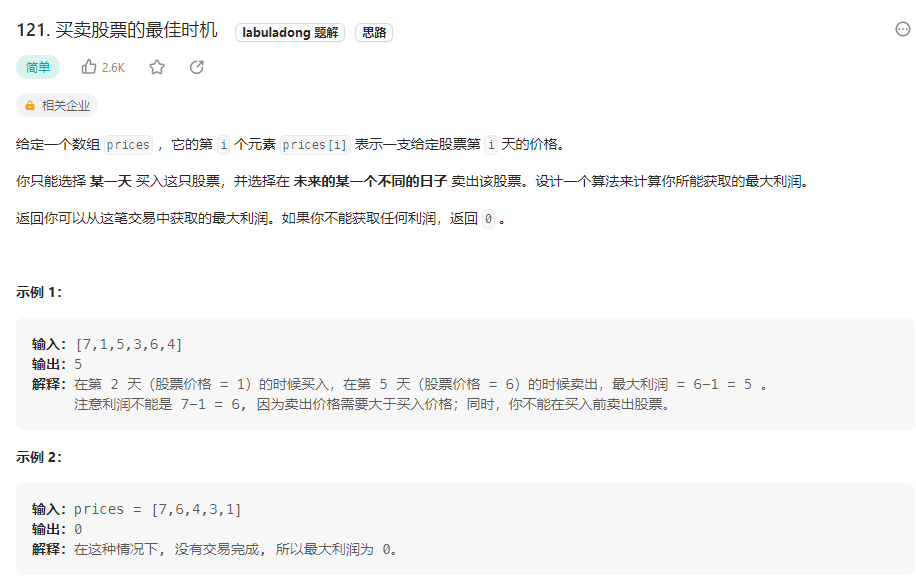 121. 买卖股票的最佳时机 labuladong 题解 思路
简单 2.6K
相关企业
给定一个数组 prices ，它的第 i 个元素 prices[i] 表示一支给定股票第 i 天的价格。
你只能选择 某一天 买入这只股票，并选择在 未来的某一个不同的日子 卖出该股票。设计一个算法来计算你所能获取的最大利润。
返回你可以从这笔交易中获取的最大利润。如果你不能获取任何利润，返回 0 。
示例 1：
输入：[7,1,5,3,6,4]
输出：5
解释：在第 2 天（股票价格 = 1）的时候买入，在第 5 天（股票价格 = 6）的时候卖出，最大利润 = 6-1 = 5 。
注意利润不能是 7-1 = 6, 因为卖出价格需要大于买入价格；同时，你不能在买入前卖出股票。
示例 2：
输入：prices = [7,6,4,3,1]
输出：0
解释：在这种情况下, 没有交易完成, 所以最大利润为 0。